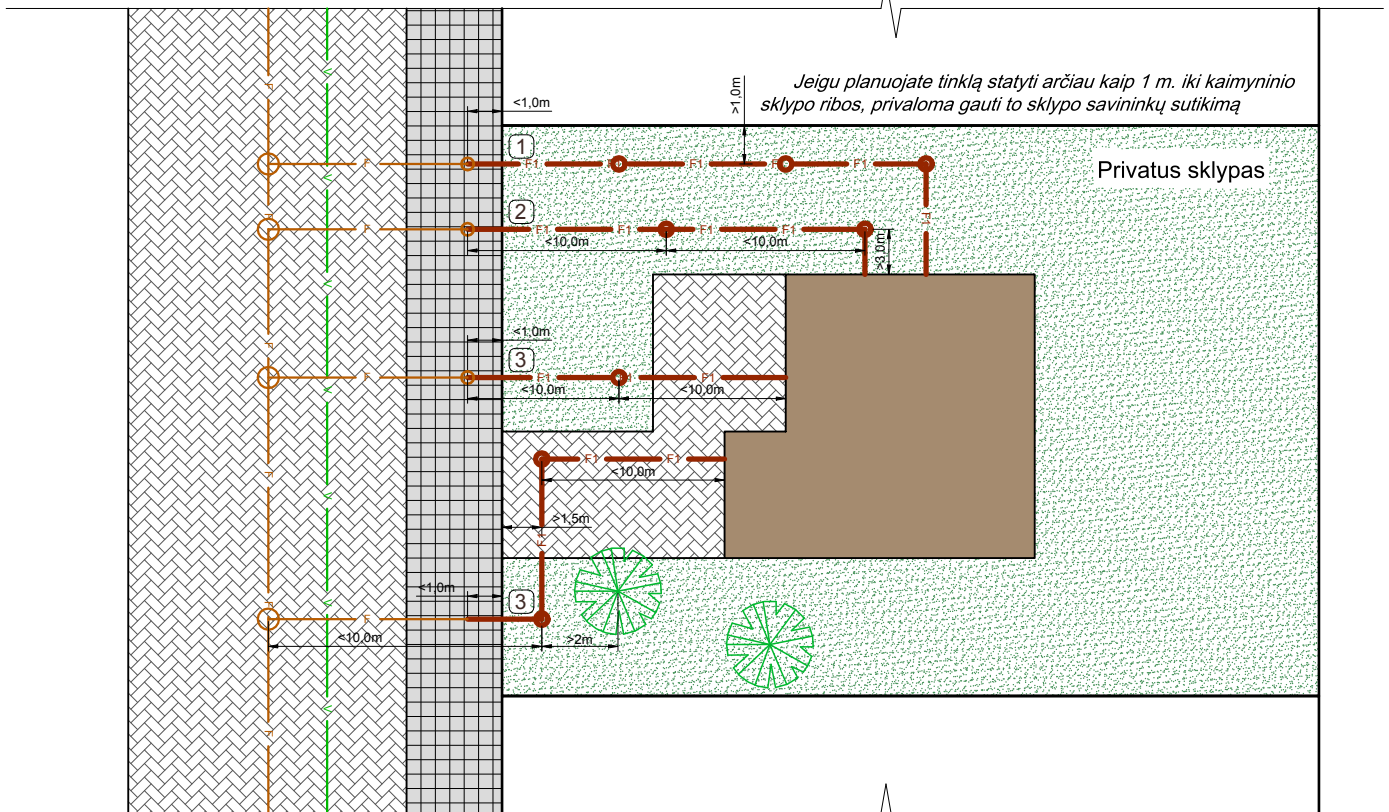 Jeigu planuojate tinklą statyti arčiau kaip 1 m. iki kaimyninio
sklypo ribos, privaloma gauti to sklypo savininkų sutikimą
>1,0m
<1,0m
F
V
1
F F1 F1 F1
Privatus sklypas
F1
2
F F1 F1 F1 F1
<10,0m <10,0m >3,0m
V
<1,0m
F
3
F F1 F1 F1
<10,0m <10,0m
V
F1 F1
<10,0m
F
V
>1,5m
F1
<1,0m
3
V
F
<10,0m >2m
V
F